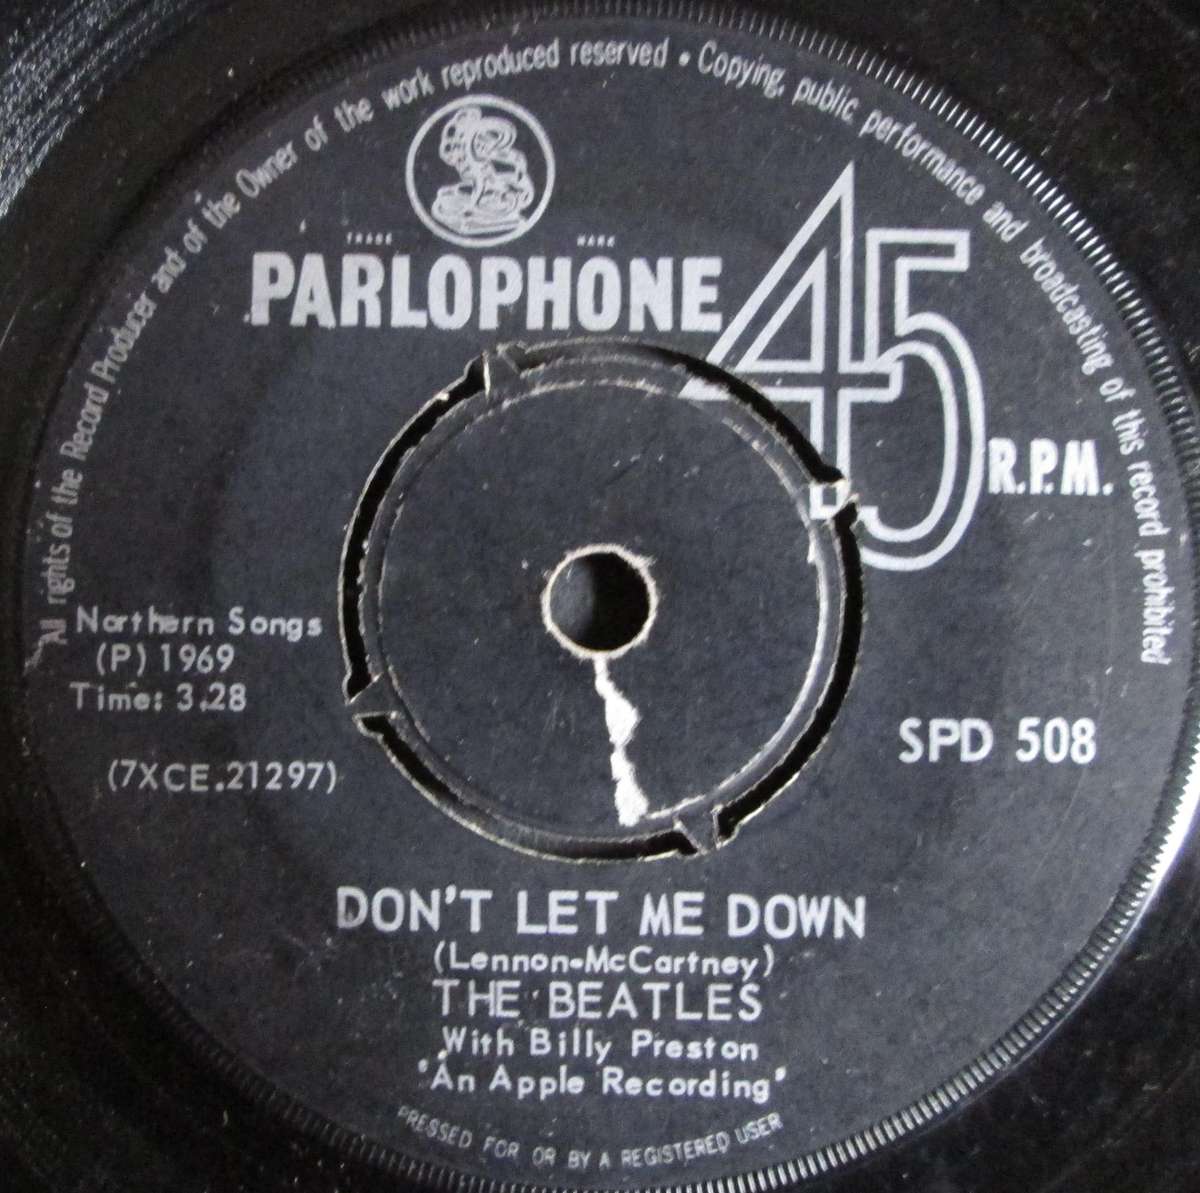 All rights of the Record Producer and of the Owner of the work reproduced reserved • Copying, public performance and broadcasting of this record prohibited
TRADE MARK
PARLOPHONE
45
R.P.M.
Northern Songs
(P) 1969
Time: 3.28
(7XCE.21297)
SPD 508
DON'T LET ME DOWN
(Lennon-McCartney)
THE BEATLES
With Billy Preston
"An Apple Recording"
PRESSED FOR OR BY A REGISTERED USER